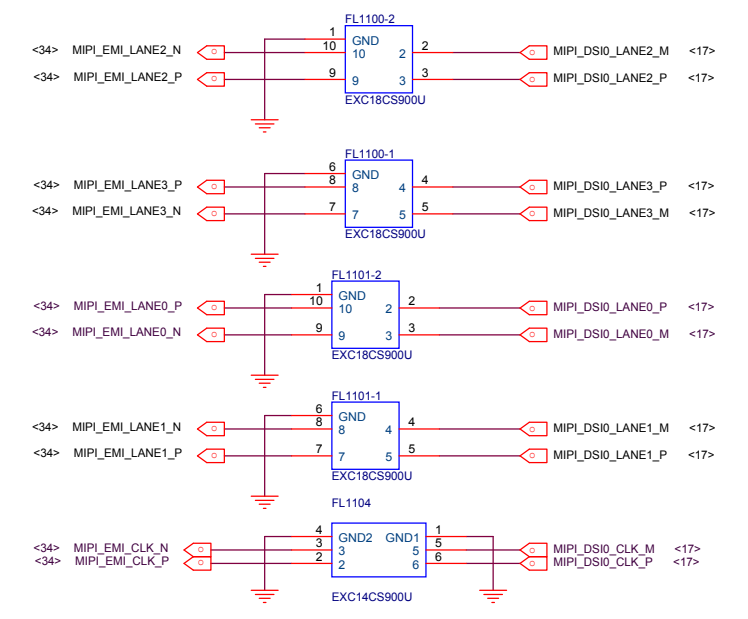 FL1100-2
1 GND
<34> MIPI_EMI_LANE2_N 10 10 2 2 MIPI_DSI0_LANE2_M <17>
<34> MIPI_EMI_LANE2_P 9 9 3 3 MIPI_DSI0_LANE2_P <17>
EXC18CS900U
FL1100-1
6 GND
<34> MIPI_EMI_LANE3_P 8 8 4 4 MIPI_DSI0_LANE3_P <17>
<34> MIPI_EMI_LANE3_N 7 7 5 5 MIPI_DSI0_LANE3_M <17>
EXC18CS900U
FL1101-2
1 GND
<34> MIPI_EMI_LANE0_P 10 10 2 2 MIPI_DSI0_LANE0_P <17>
<34> MIPI_EMI_LANE0_N 9 9 3 3 MIPI_DSI0_LANE0_M <17>
EXC18CS900U
FL1101-1
6 GND
<34> MIPI_EMI_LANE1_N 8 8 4 4 MIPI_DSI0_LANE1_M <17>
<34> MIPI_EMI_LANE1_P 7 7 5 5 MIPI_DSI0_LANE1_P <17>
EXC18CS900U
FL1104
4 GND2 GND1 1
<34> MIPI_EMI_CLK_N 3 3 5 5 MIPI_DSI0_CLK_M <17>
<34> MIPI_EMI_CLK_P 2 2 6 6 MIPI_DSI0_CLK_P <17>
EXC14CS900U